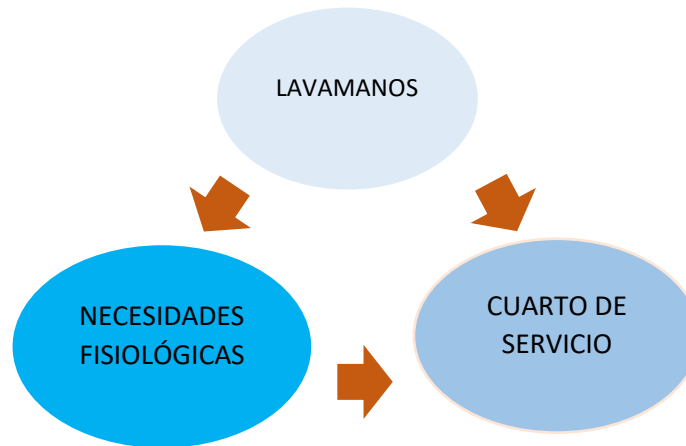 LAVAMANOS
NECESIDADES
FISIOLÓGICAS
CUARTO DE
SERVICIO